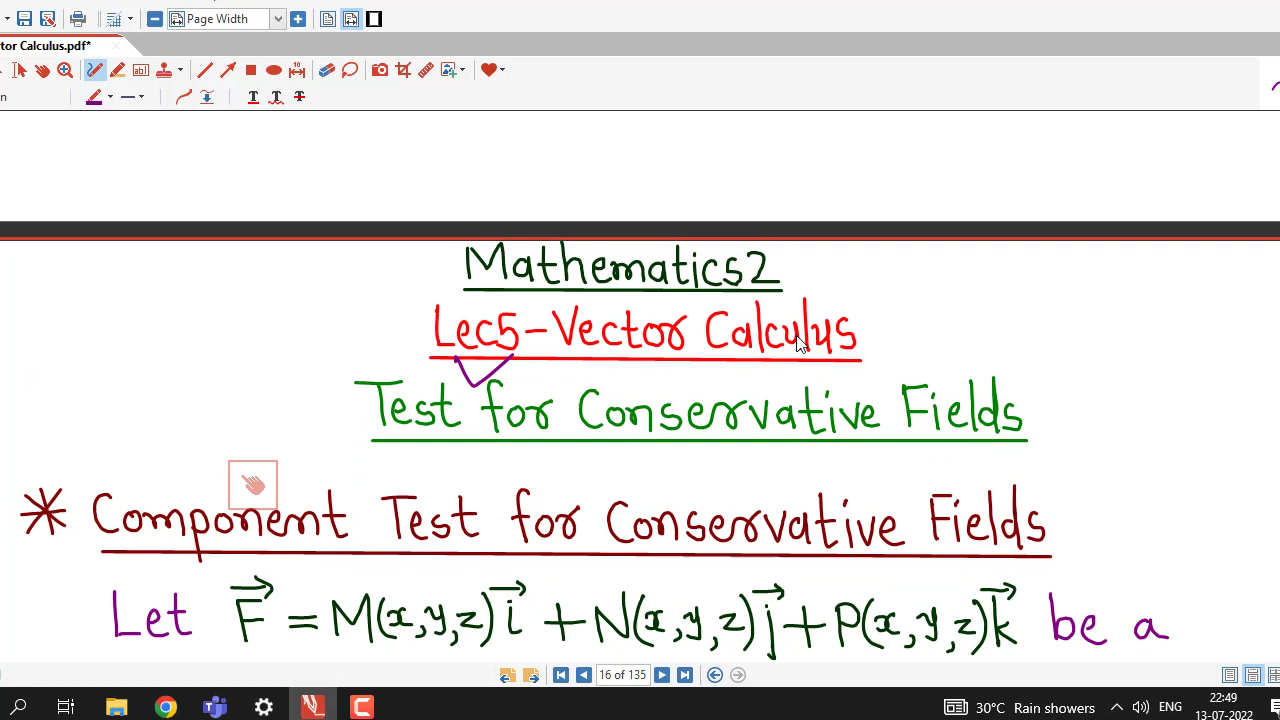 Page Width
tor Calculus.pdf*
Mathematics2
Lec5-Vector Calculus
Test for Conservative Fields
* Component Test for Conservative Fields
Let F⃗ = M(x,y,z)i⃗ + N(x,y,z)j⃗ + P(x,y,z)k⃗ be a
16 of 135
30°C Rain showers ENG 22:49
13-07-2022